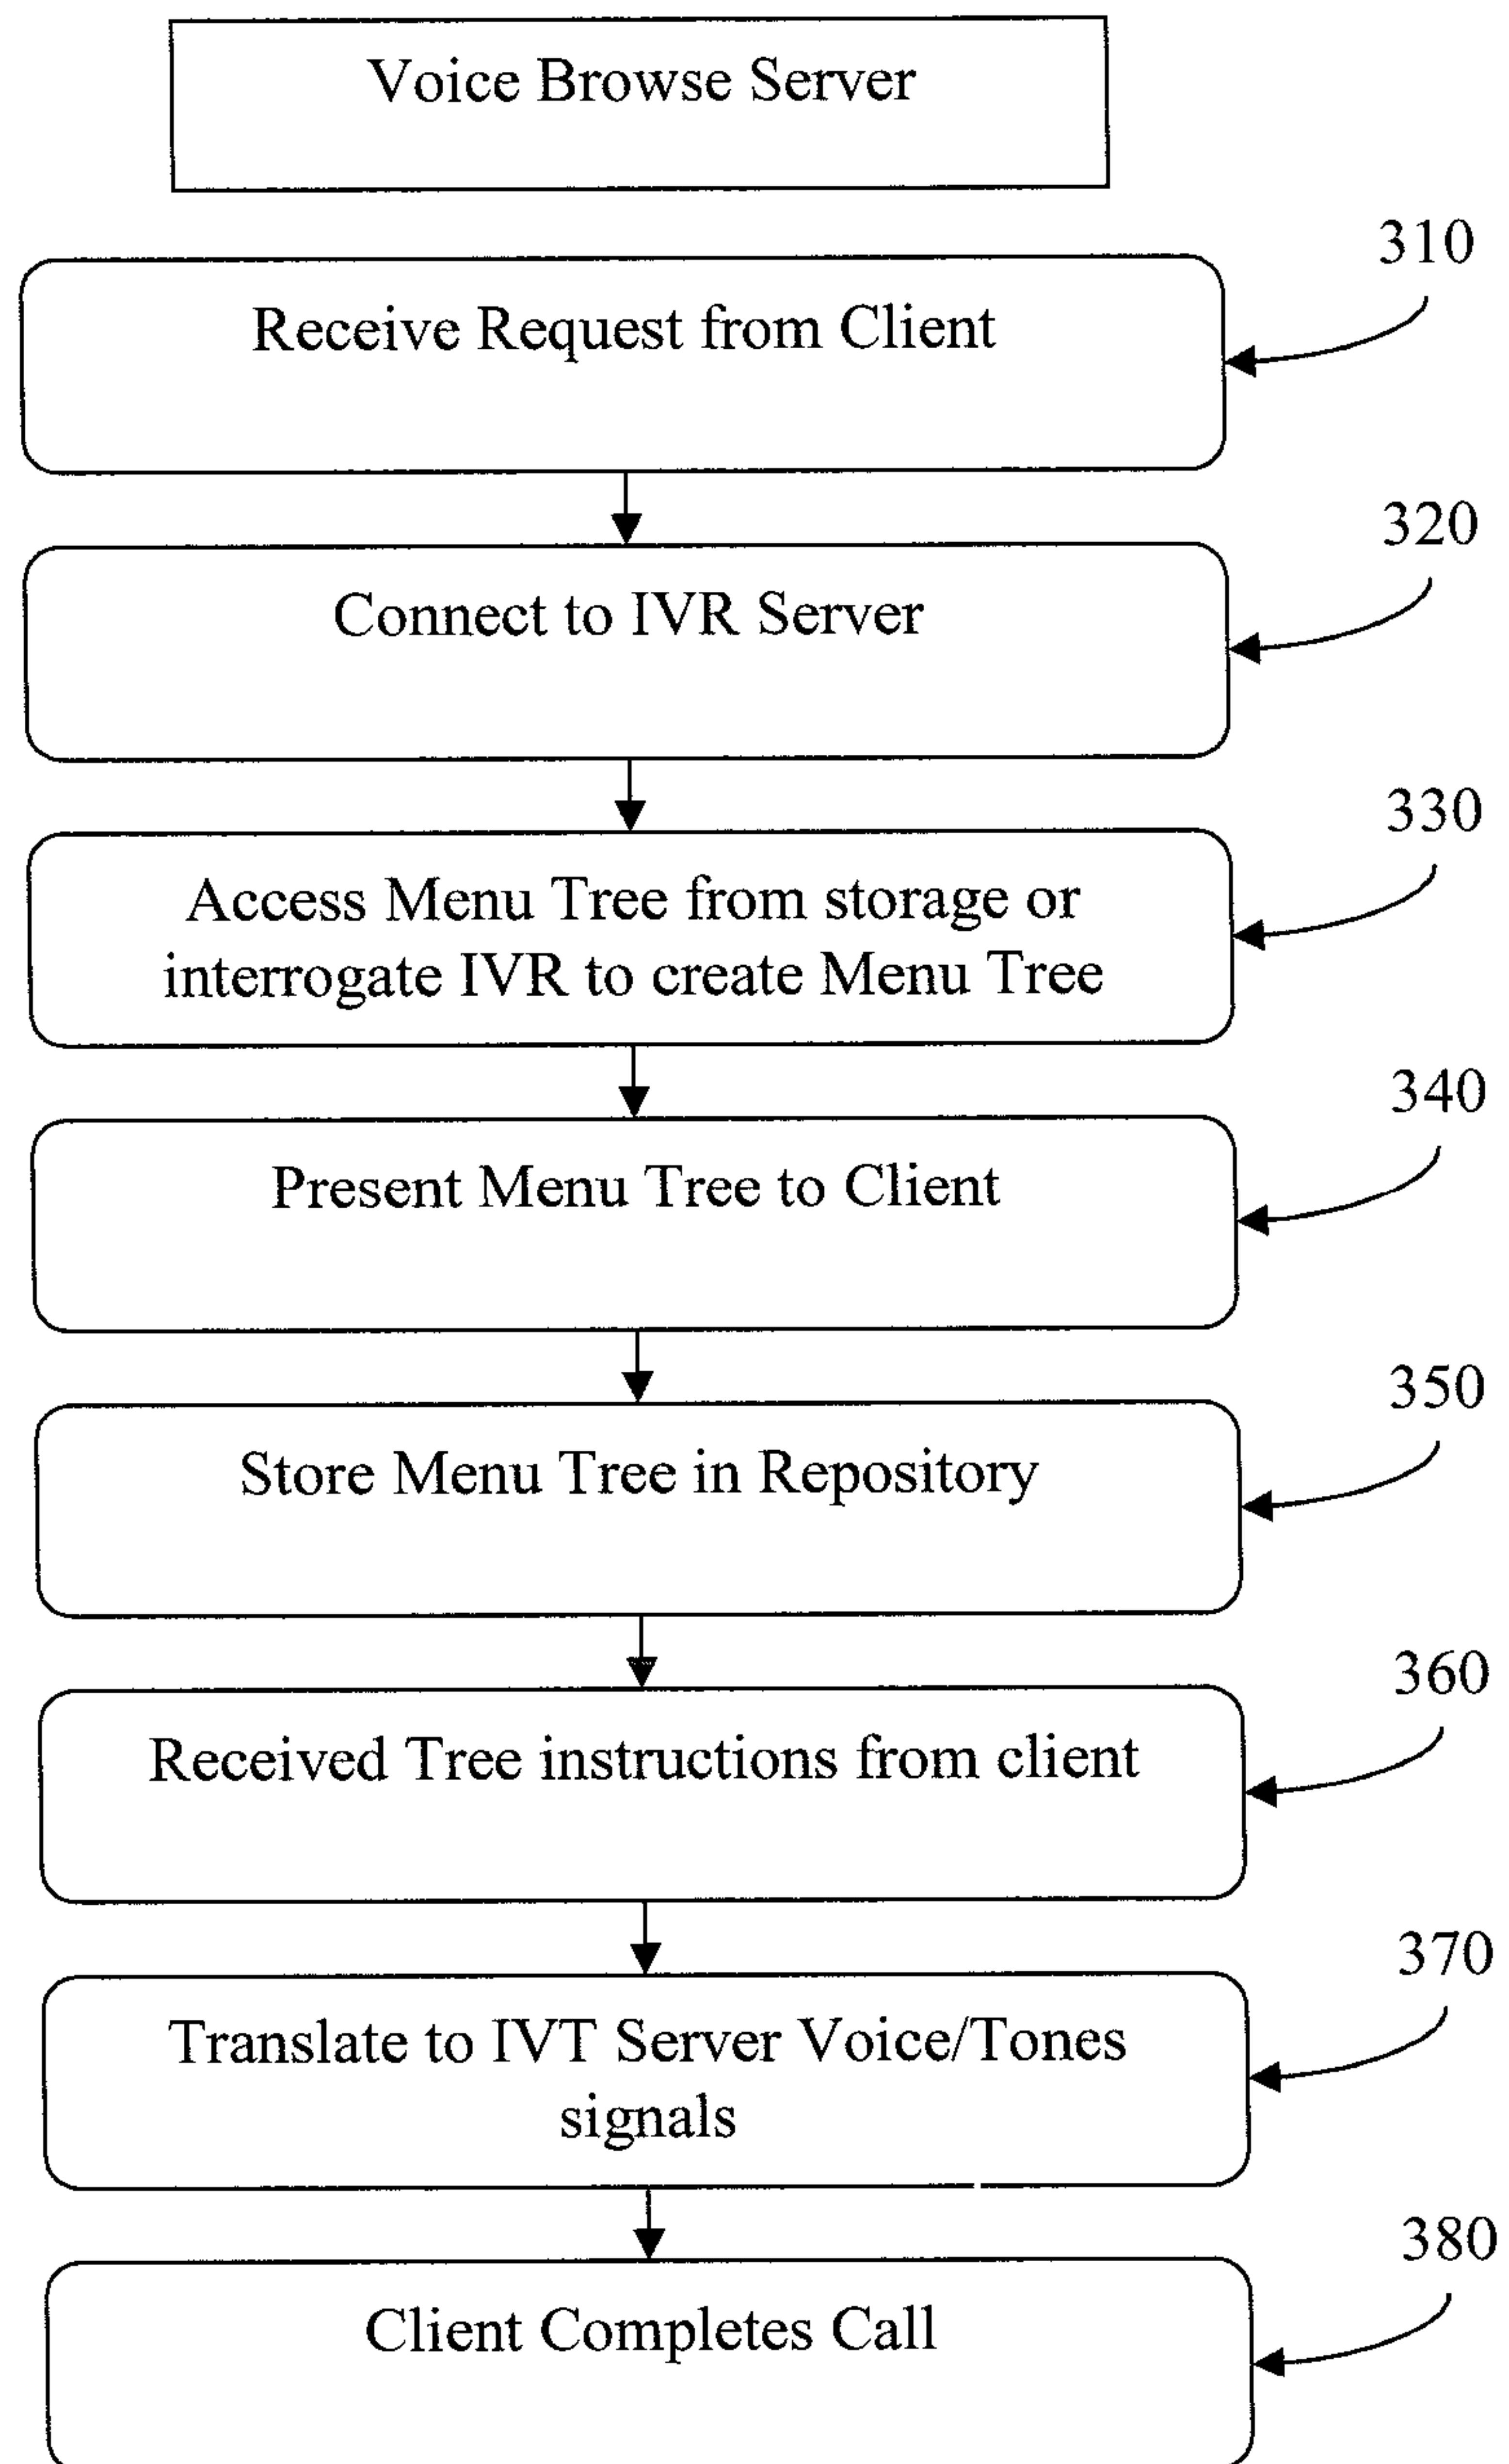 Voice Browse Server
310
Receive Request from Client
320
Connect to IVR Server
330
Access Menu Tree from storage or
interrogate IVR to create Menu Tree
340
Present Menu Tree to Client
350
Store Menu Tree in Repository
360
Received Tree instructions from client
370
Translate to IVT Server Voice/Tones
signals
380
Client Completes Call